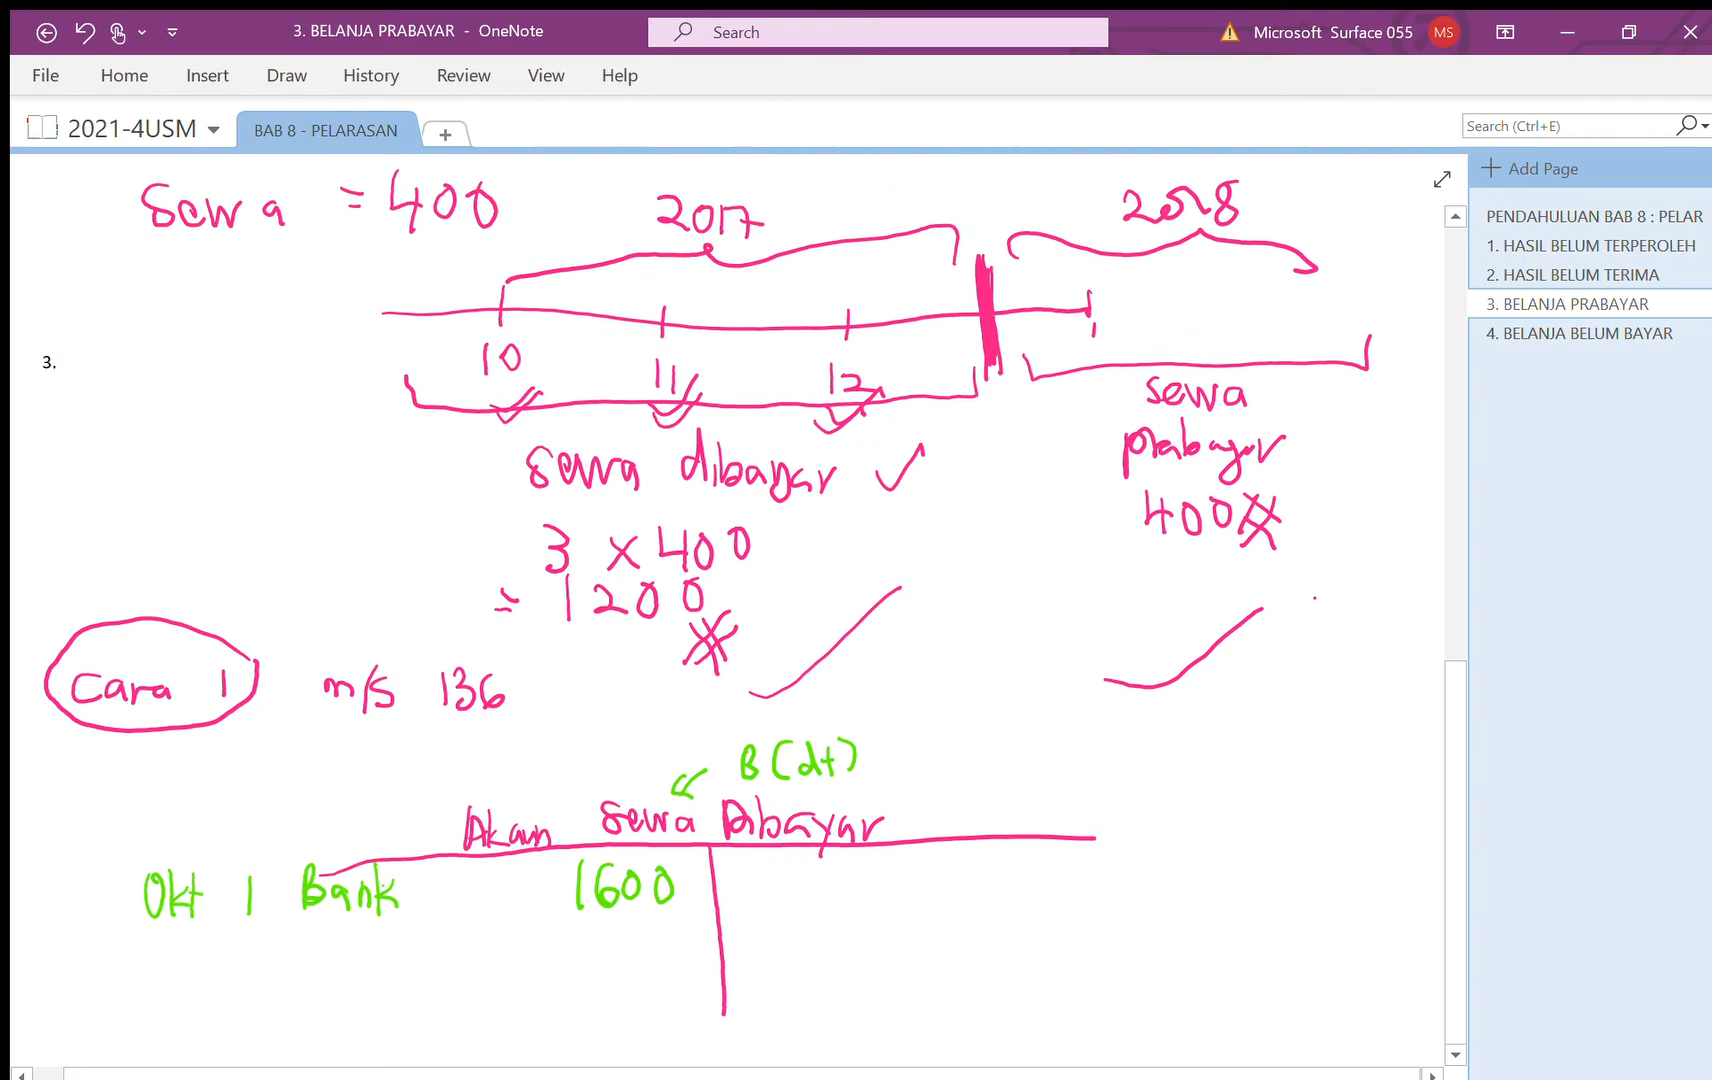 3. BELANJA PRABAYAR - OneNote
Search
Microsoft Surface 055
MS
File Home Insert Draw History Review View Help
2021-4USM
BAB 8 - PELARASAN
+
Search (Ctrl+E)
Add Page
PENDAHULUAN BAB 8 : PELAR
1. HASIL BELUM TERPEROLEH
2. HASIL BELUM TERIMA
3. BELANJA PRABAYAR
4. BELANJA BELUM BAYAR
Sewa = 400
2017
2018
3.
10 11 12
sewa
prabayar
400
sewa dibayar
3 x 400
= 1200
Cara 1
m/s 136
B (dt)
Akaun Sewa Dibayar
Okt 1 Bank 1600